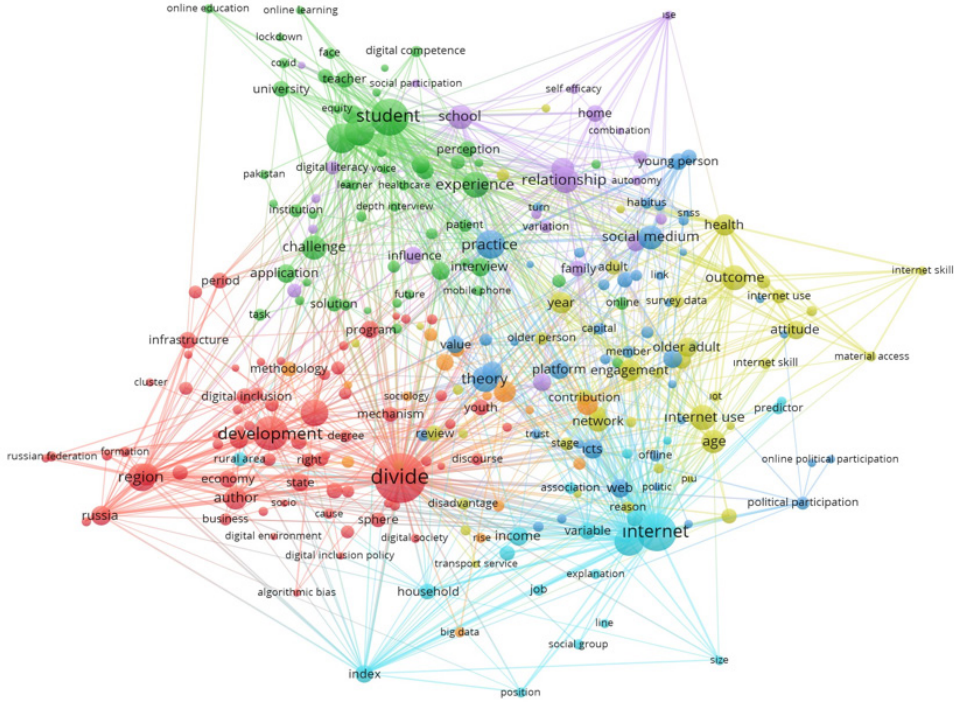 online education
online learning
ise
lockdown
face
digital competence
covid
teacher
social participation
university
self efficacy
equity
student
school
home
combination
perception
digital literacy
voice
young person
pakistan
learner
healthcare
experience
relationship
autonomy
institution
depth interview
turn
habitus
snss
patient
variation
health
challenge
practice
social medium
influence
interview
family
adult
internet skill
application
link
outcome
period
future
mobile phone
internet use
solution
year
online
survey data
task
program
capital
attitude
infrastructure
value
older person
member
older adult
material access
methodology
platform
engagement
internet skill
cluster
theory
digital inclusion
sociology
contribution
iot
youth
predictor
mechanism
network
internet use
development
degree
review
trust
stage
age
russian federation
formation
rural area
right
discourse
icts
offline
online political participation
region
economy
state
divide
association
web
politic
piu
author
socio
disadvantage
reason
political participation
russia
business
cause
sphere
digital environment
digital society
rise
income
variable
internet
digital inclusion policy
transport service
explanation
algorithmic bias
household
job
line
big data
social group
size
index
position